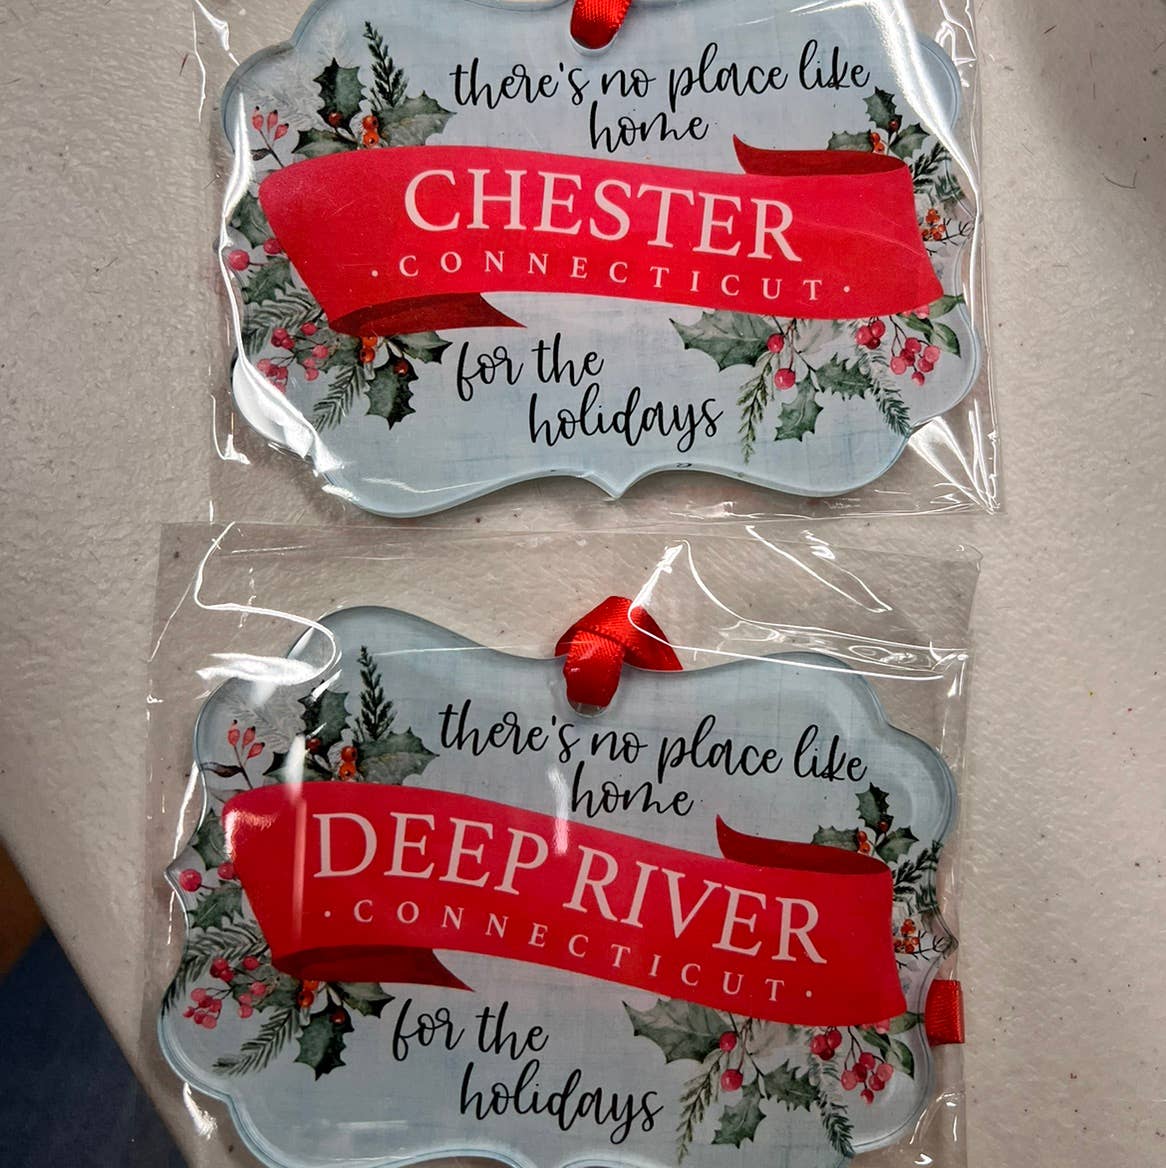 there's no place like
home
CHESTER
·CONNECTICUT·
for the
holidays
there's no place like
home
DEEP RIVER
·CONNECTICUT·
for the
holidays